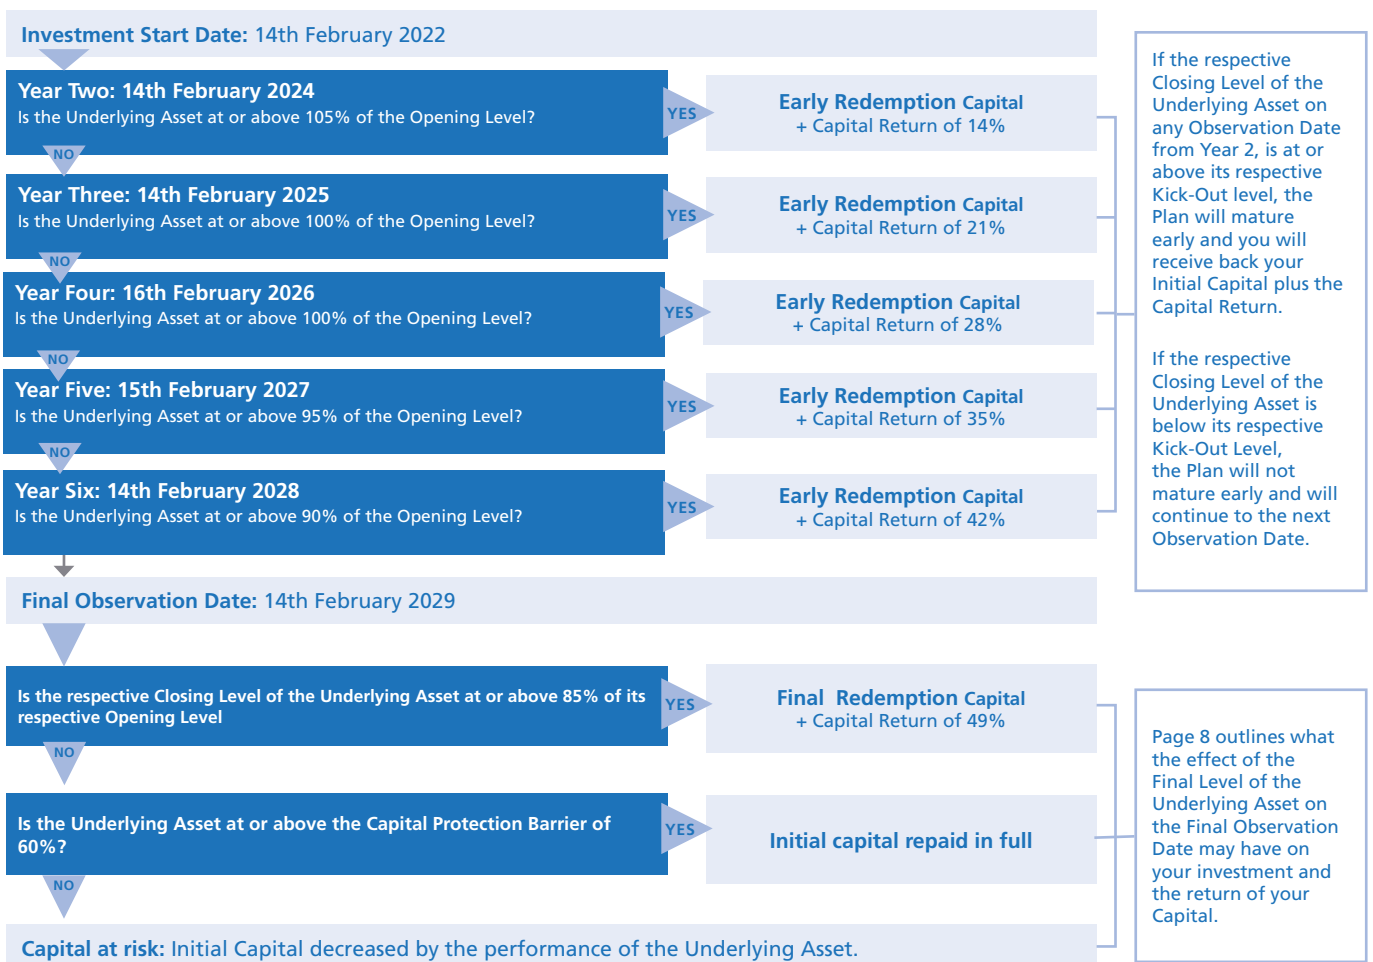 Investment Start Date: 14th February 2022
Year Two: 14th February 2024
Is the Underlying Asset at or above 105% of the Opening Level?
YES
Early Redemption Capital
+ Capital Return of 14%
NO
Year Three: 14th February 2025
Is the Underlying Asset at or above 100% of the Opening Level?
YES
Early Redemption Capital
+ Capital Return of 21%
NO
Year Four: 16th February 2026
Is the Underlying Asset at or above 100% of the Opening Level?
YES
Early Redemption Capital
+ Capital Return of 28%
NO
Year Five: 15th February 2027
Is the Underlying Asset at or above 95% of the Opening Level?
YES
Early Redemption Capital
+ Capital Return of 35%
NO
Year Six: 14th February 2028
Is the Underlying Asset at or above 90% of the Opening Level?
YES
Early Redemption Capital
+ Capital Return of 42%
If the respective
Closing Level of the
Underlying Asset on
any Observation Date
from Year 2, is at or
above its respective
Kick-Out level, the
Plan will mature
early and you will
receive back your
Initial Capital plus the
Capital Return.
If the respective
Closing Level of the
Underlying Asset is
below its respective
Kick-Out Level,
the Plan will not
mature early and will
continue to the next
Observation Date.
Final Observation Date: 14th February 2029
Is the respective Closing Level of the Underlying Asset at or above 85% of its
respective Opening Level
YES
Final Redemption Capital
+ Capital Return of 49%
NO
Is the Underlying Asset at or above the Capital Protection Barrier of
60%?
YES
Initial capital repaid in full
NO
Capital at risk: Initial Capital decreased by the performance of the Underlying Asset.
Page 8 outlines what
the effect of the
Final Level of the
Underlying Asset on
the Final Observation
Date may have on
your investment and
the return of your
Capital.